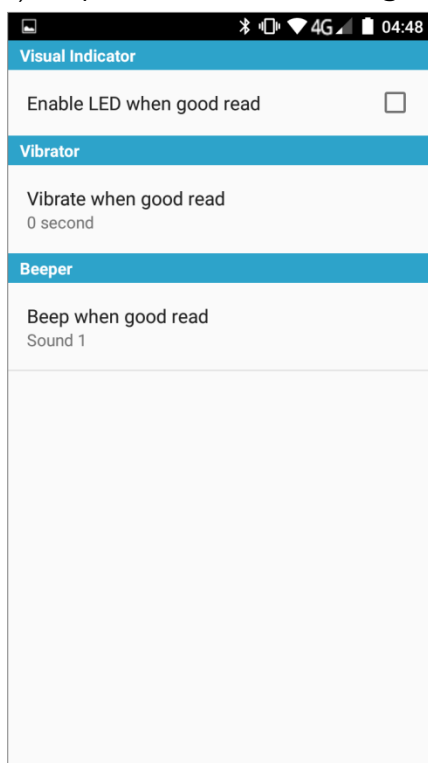 4G 04:48
Visual Indicator
Enable LED when good read
Vibrator
Vibrate when good read
0 second
Beeper
Beep when good read
Sound 1